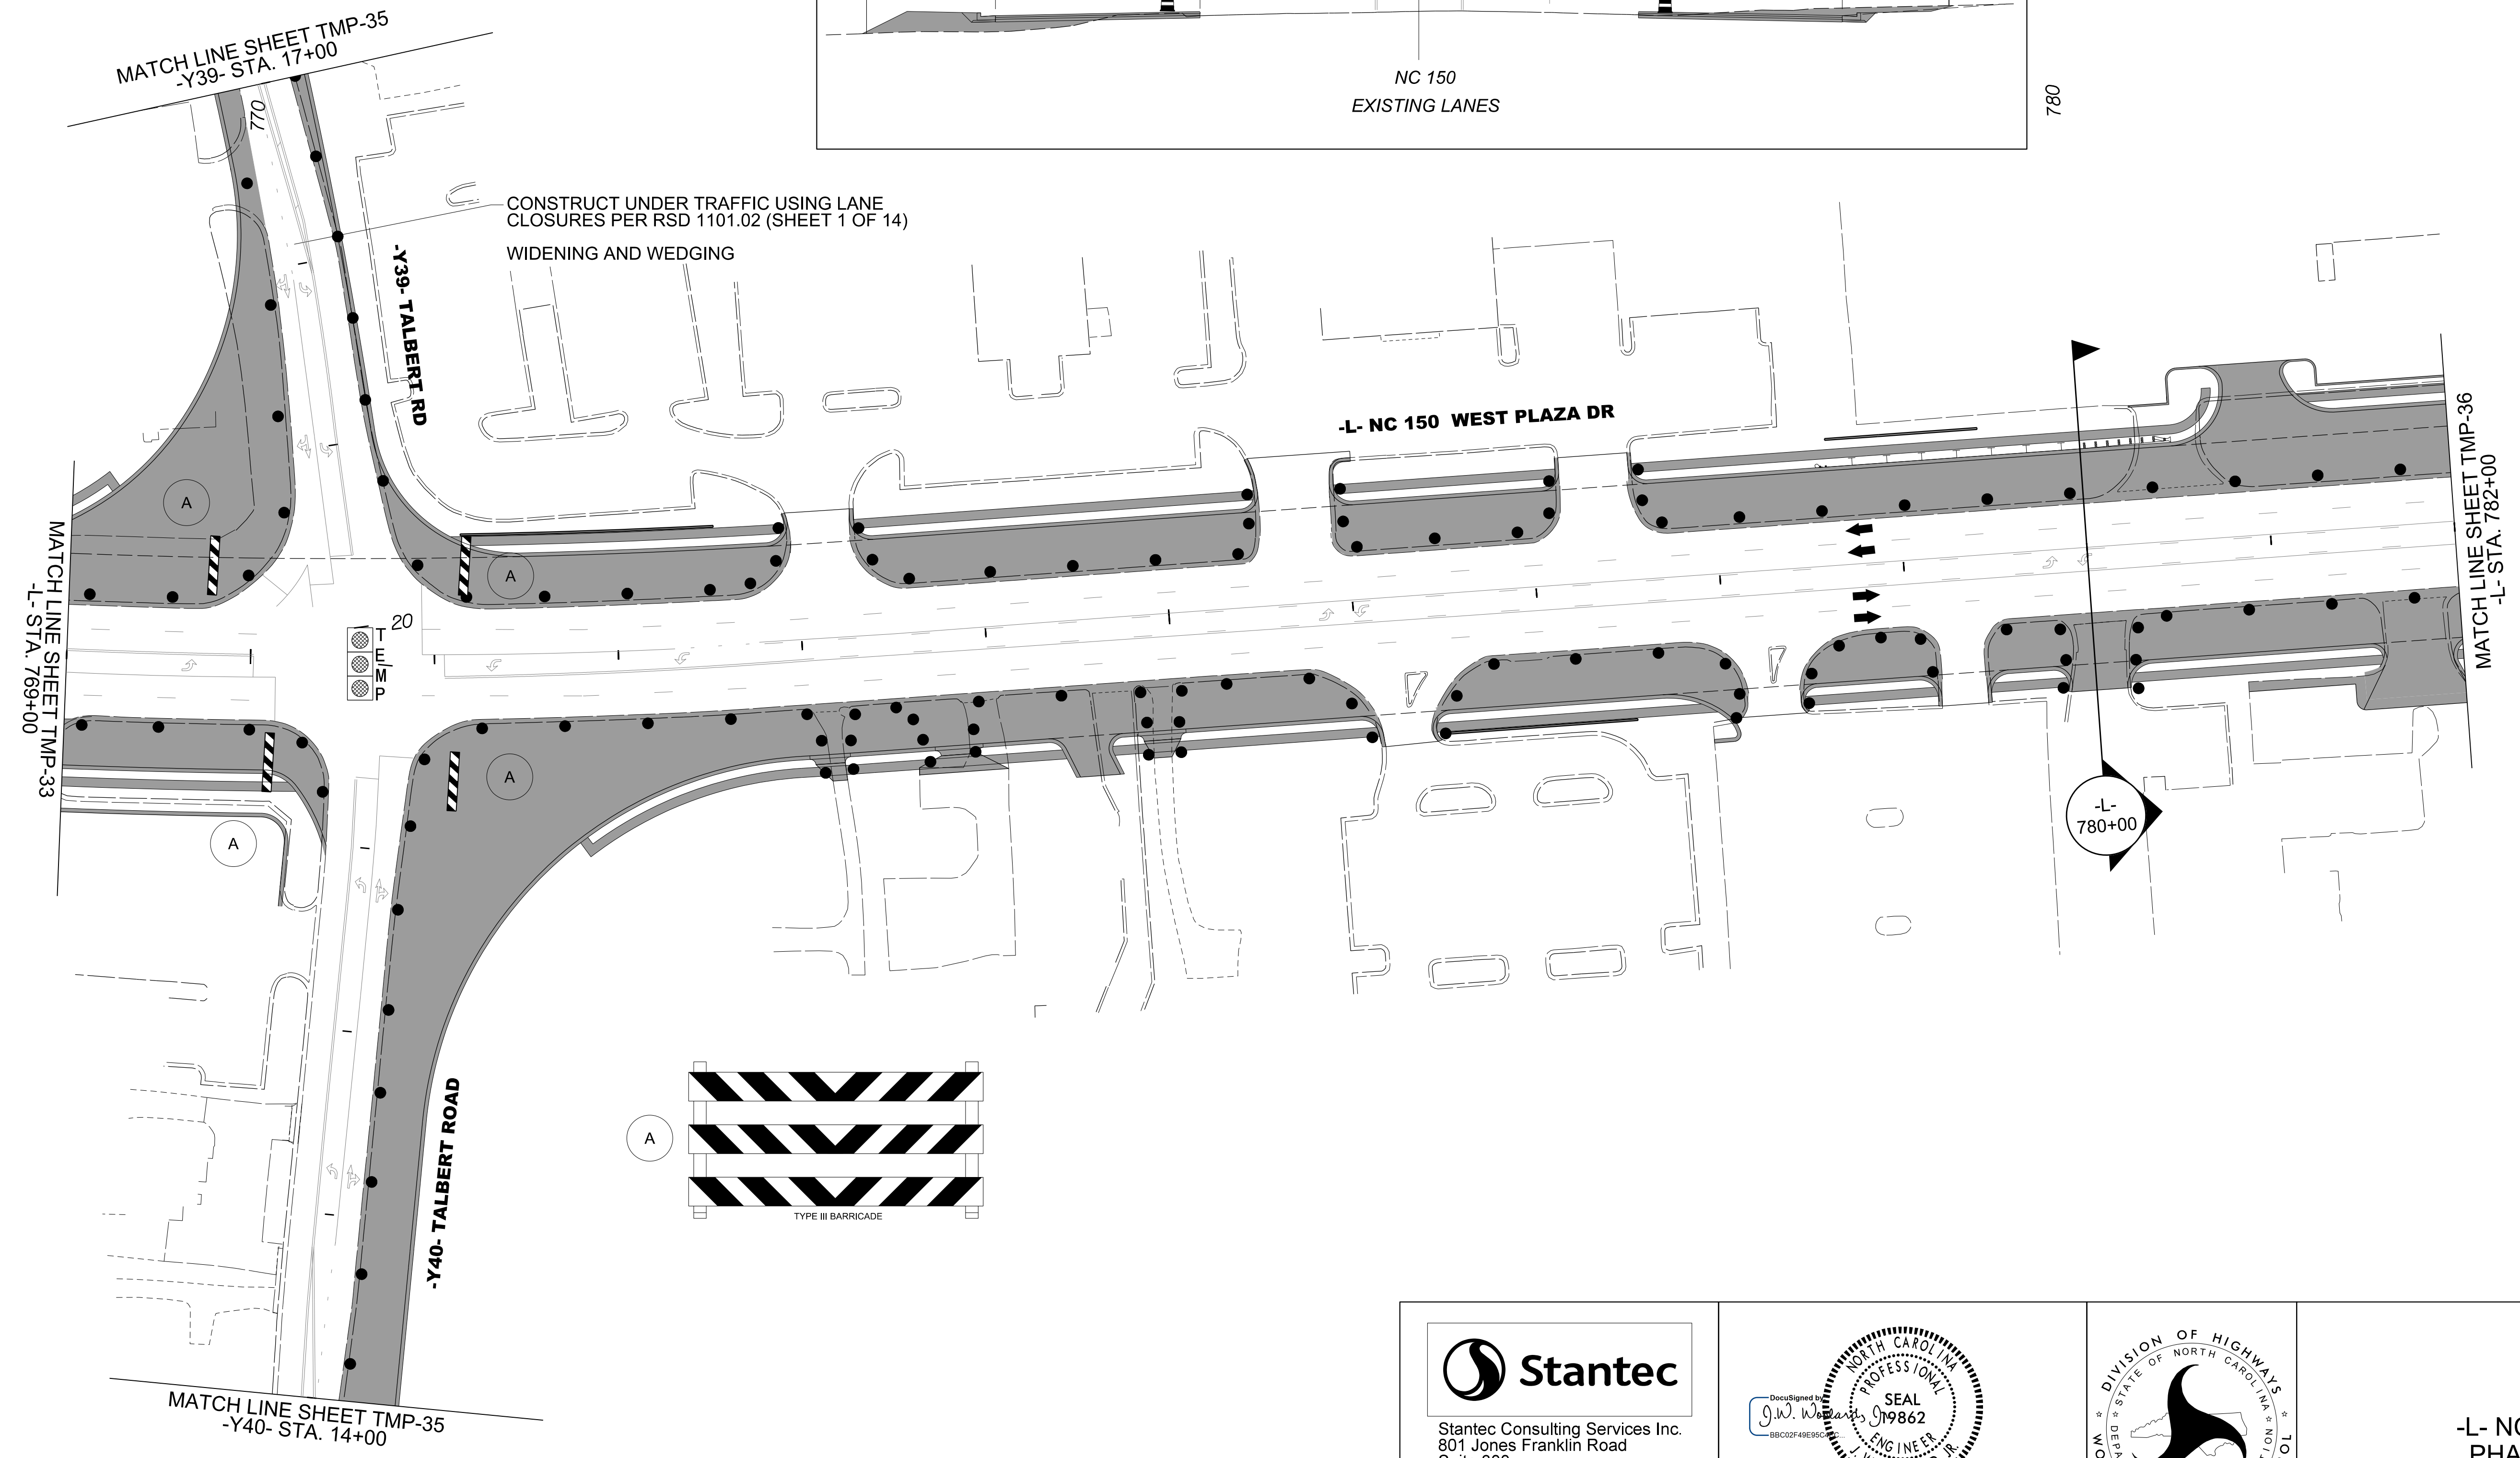 MATCH LINE SHEET TMP-35
-Y39- STA. 17+00
770
NC 150
EXISTING LANES
780
CONSTRUCT UNDER TRAFFIC USING LANE
CLOSURES PER RSD 1101.02 (SHEET 1 OF 14)
WIDENING AND WEDGING
-Y39- TALBERT RD
-L- NC 150 WEST PLAZA DR
MATCH LINE SHEET TMP-36
-L- STA. 782+00
A
A
MATCH LINE SHEET TMP-33
-L- STA. 769+00
20
TEMP
A
A
-L-
780+00
-Y40- TALBERT ROAD
A
TYPE III BARRICADE
MATCH LINE SHEET TMP-35
-Y40- STA. 14+00
Stantec
Stantec Consulting Services Inc.
801 Jones Franklin Road
DocuSigned by
NORTH CAROLINA
PROFESSIONAL
SEAL
19862
ENGINEER
DIVISION OF HIGHWAYS
STATE OF NORTH CAROLINA
-L- NC
PHA